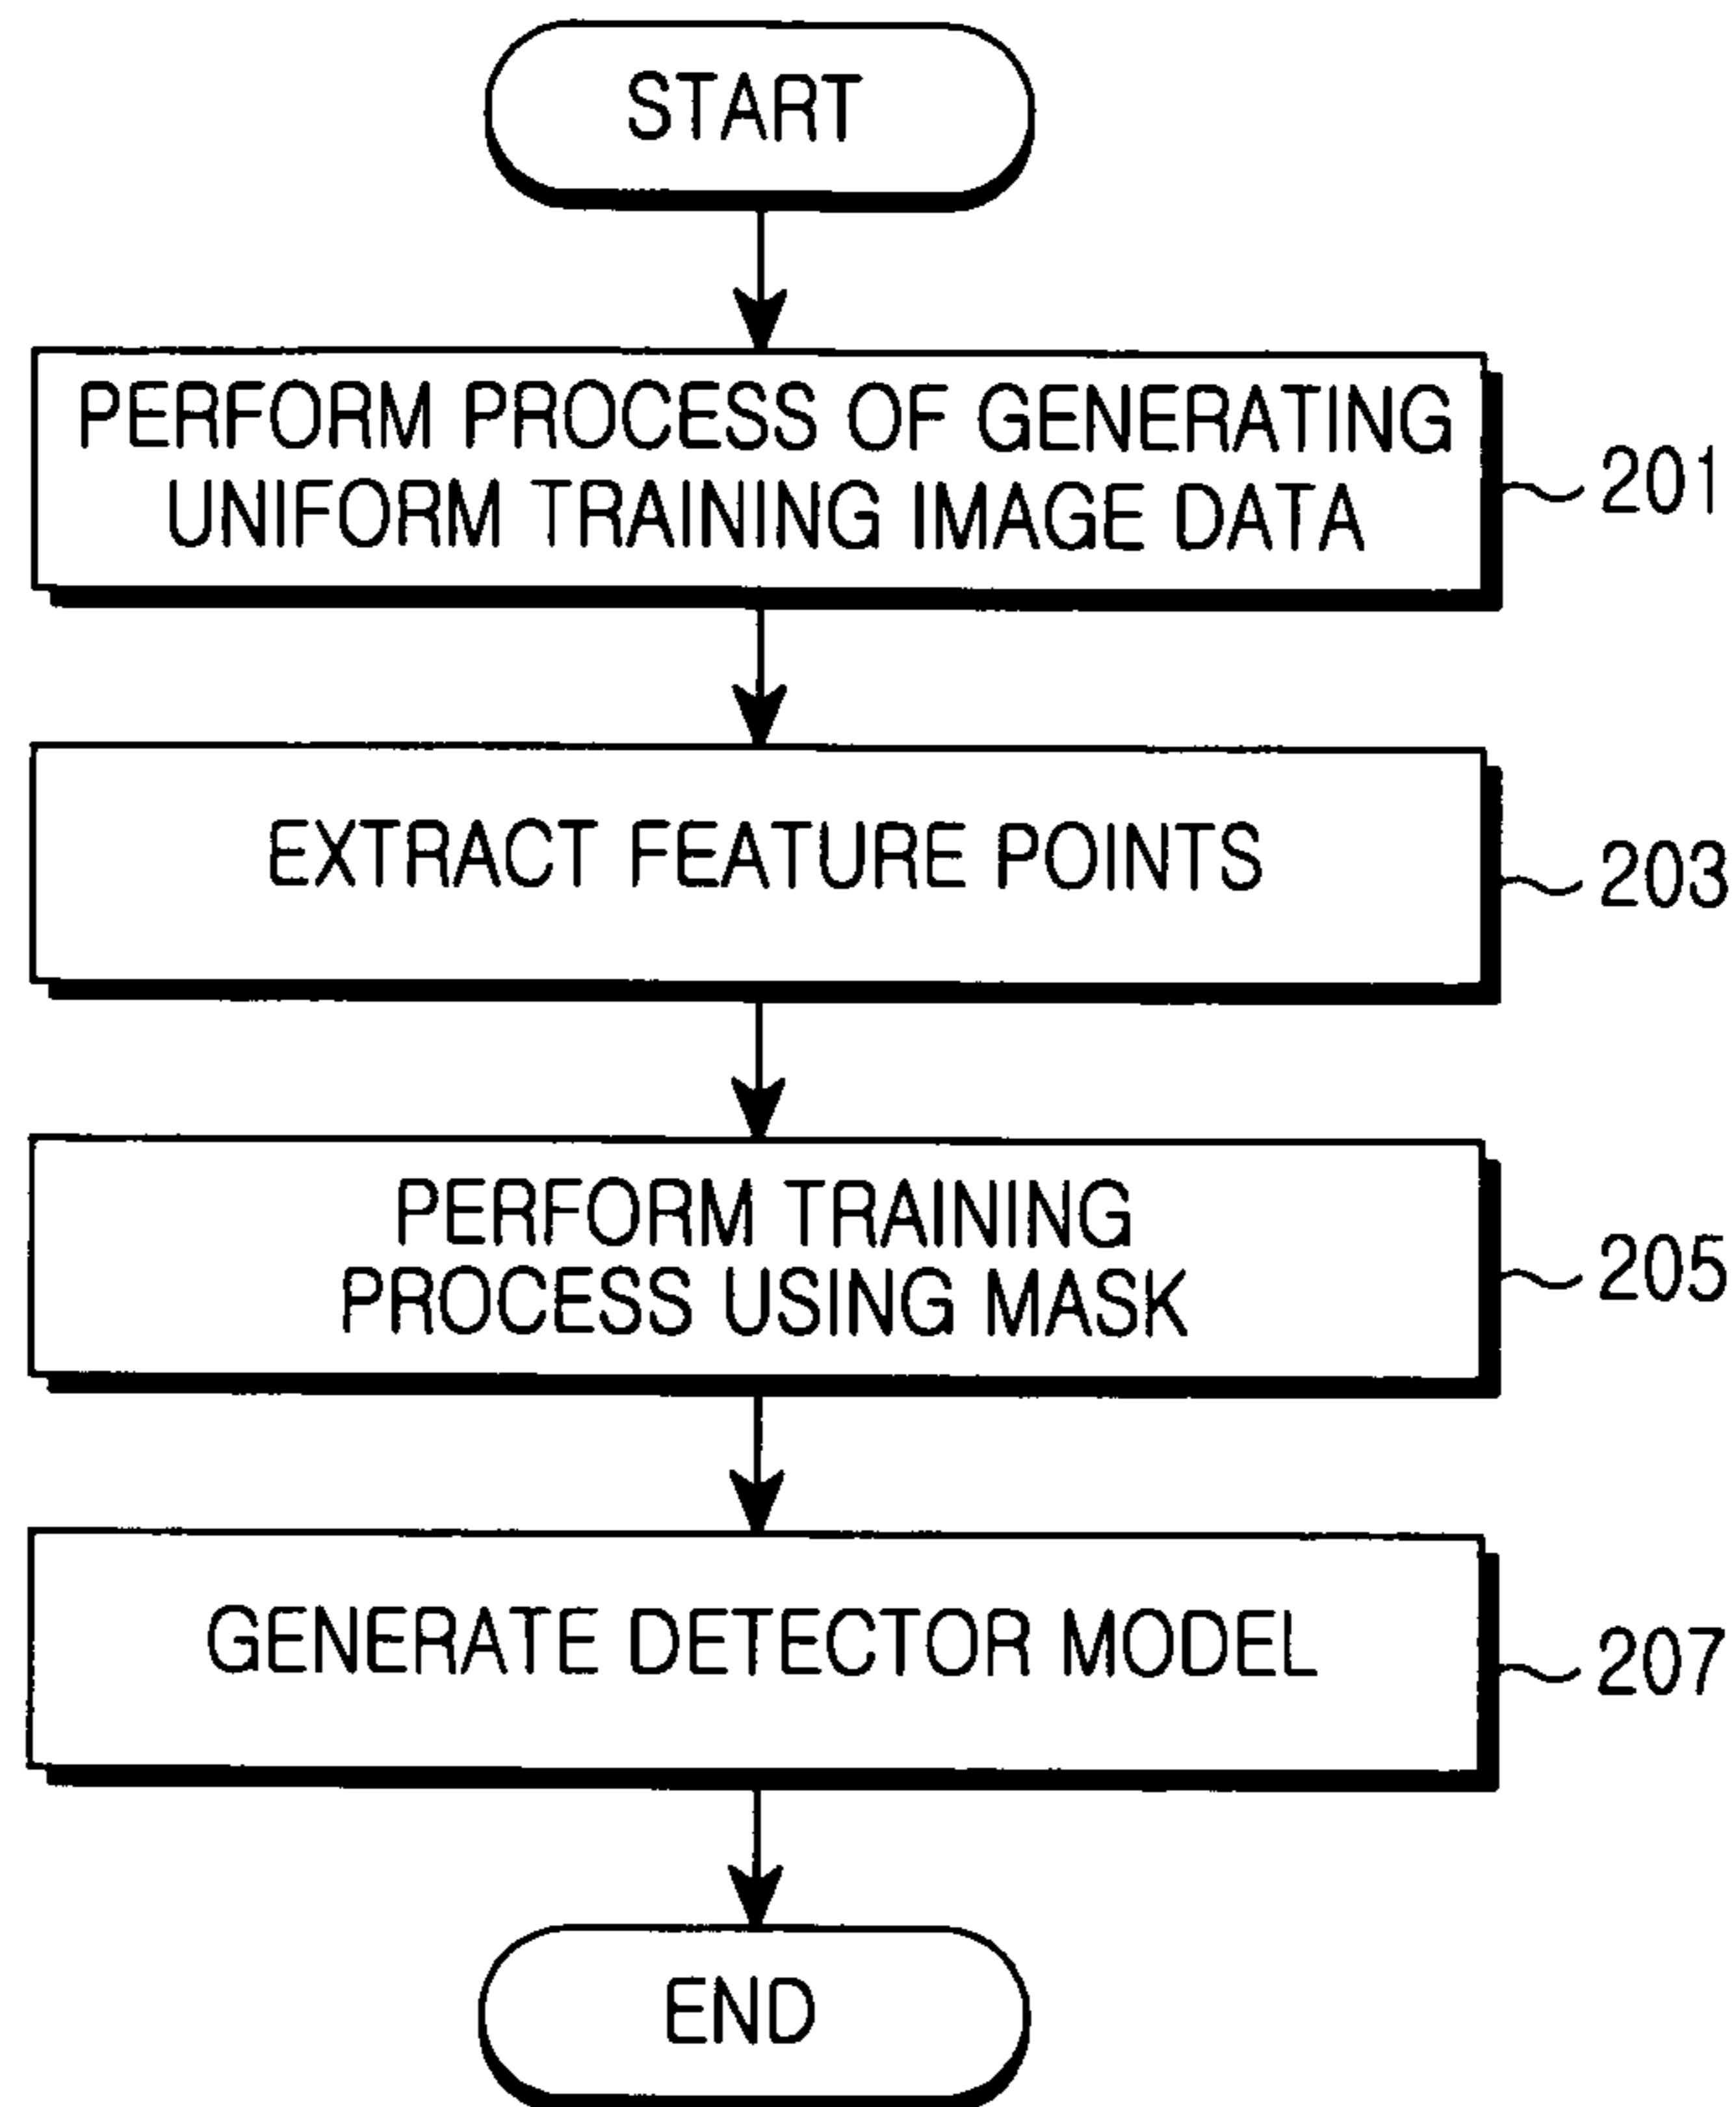 START
PERFORM PROCESS OF GENERATING
UNIFORM TRAINING IMAGE DATA
201
EXTRACT FEATURE POINTS
203
PERFORM TRAINING
PROCESS USING MASK
205
GENERATE DETECTOR MODEL
207
END